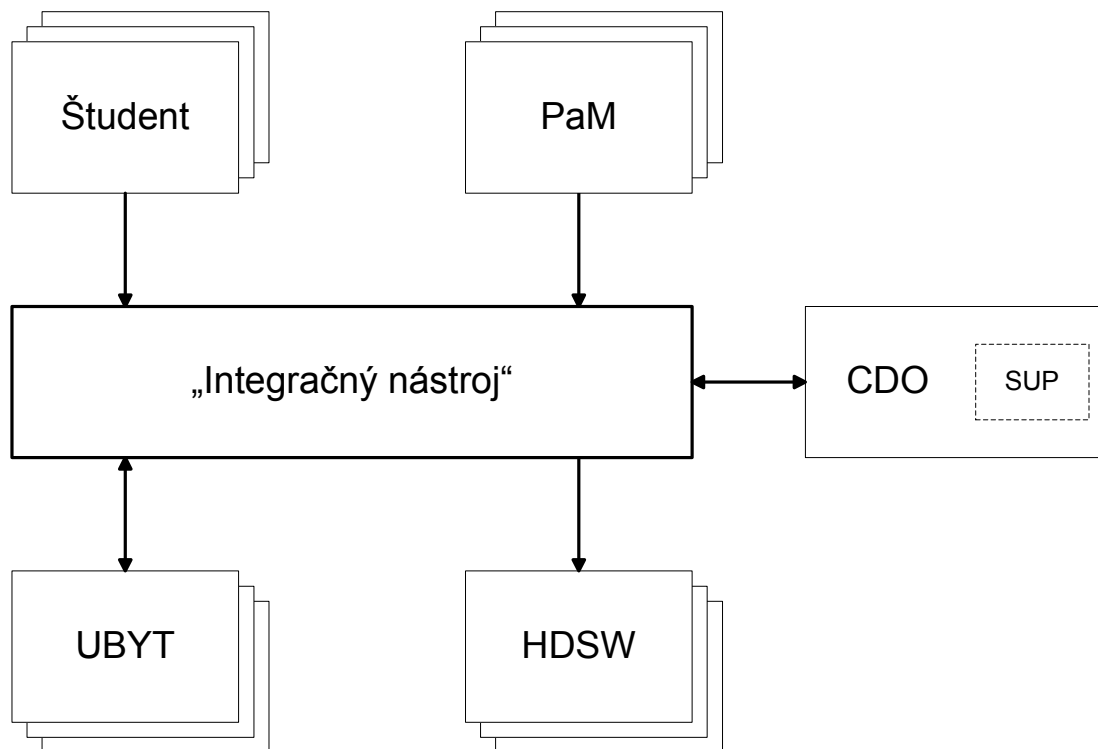 Študent
PaM
„Integračný nástroj“
CDO
SUP
UBYT
HDSW